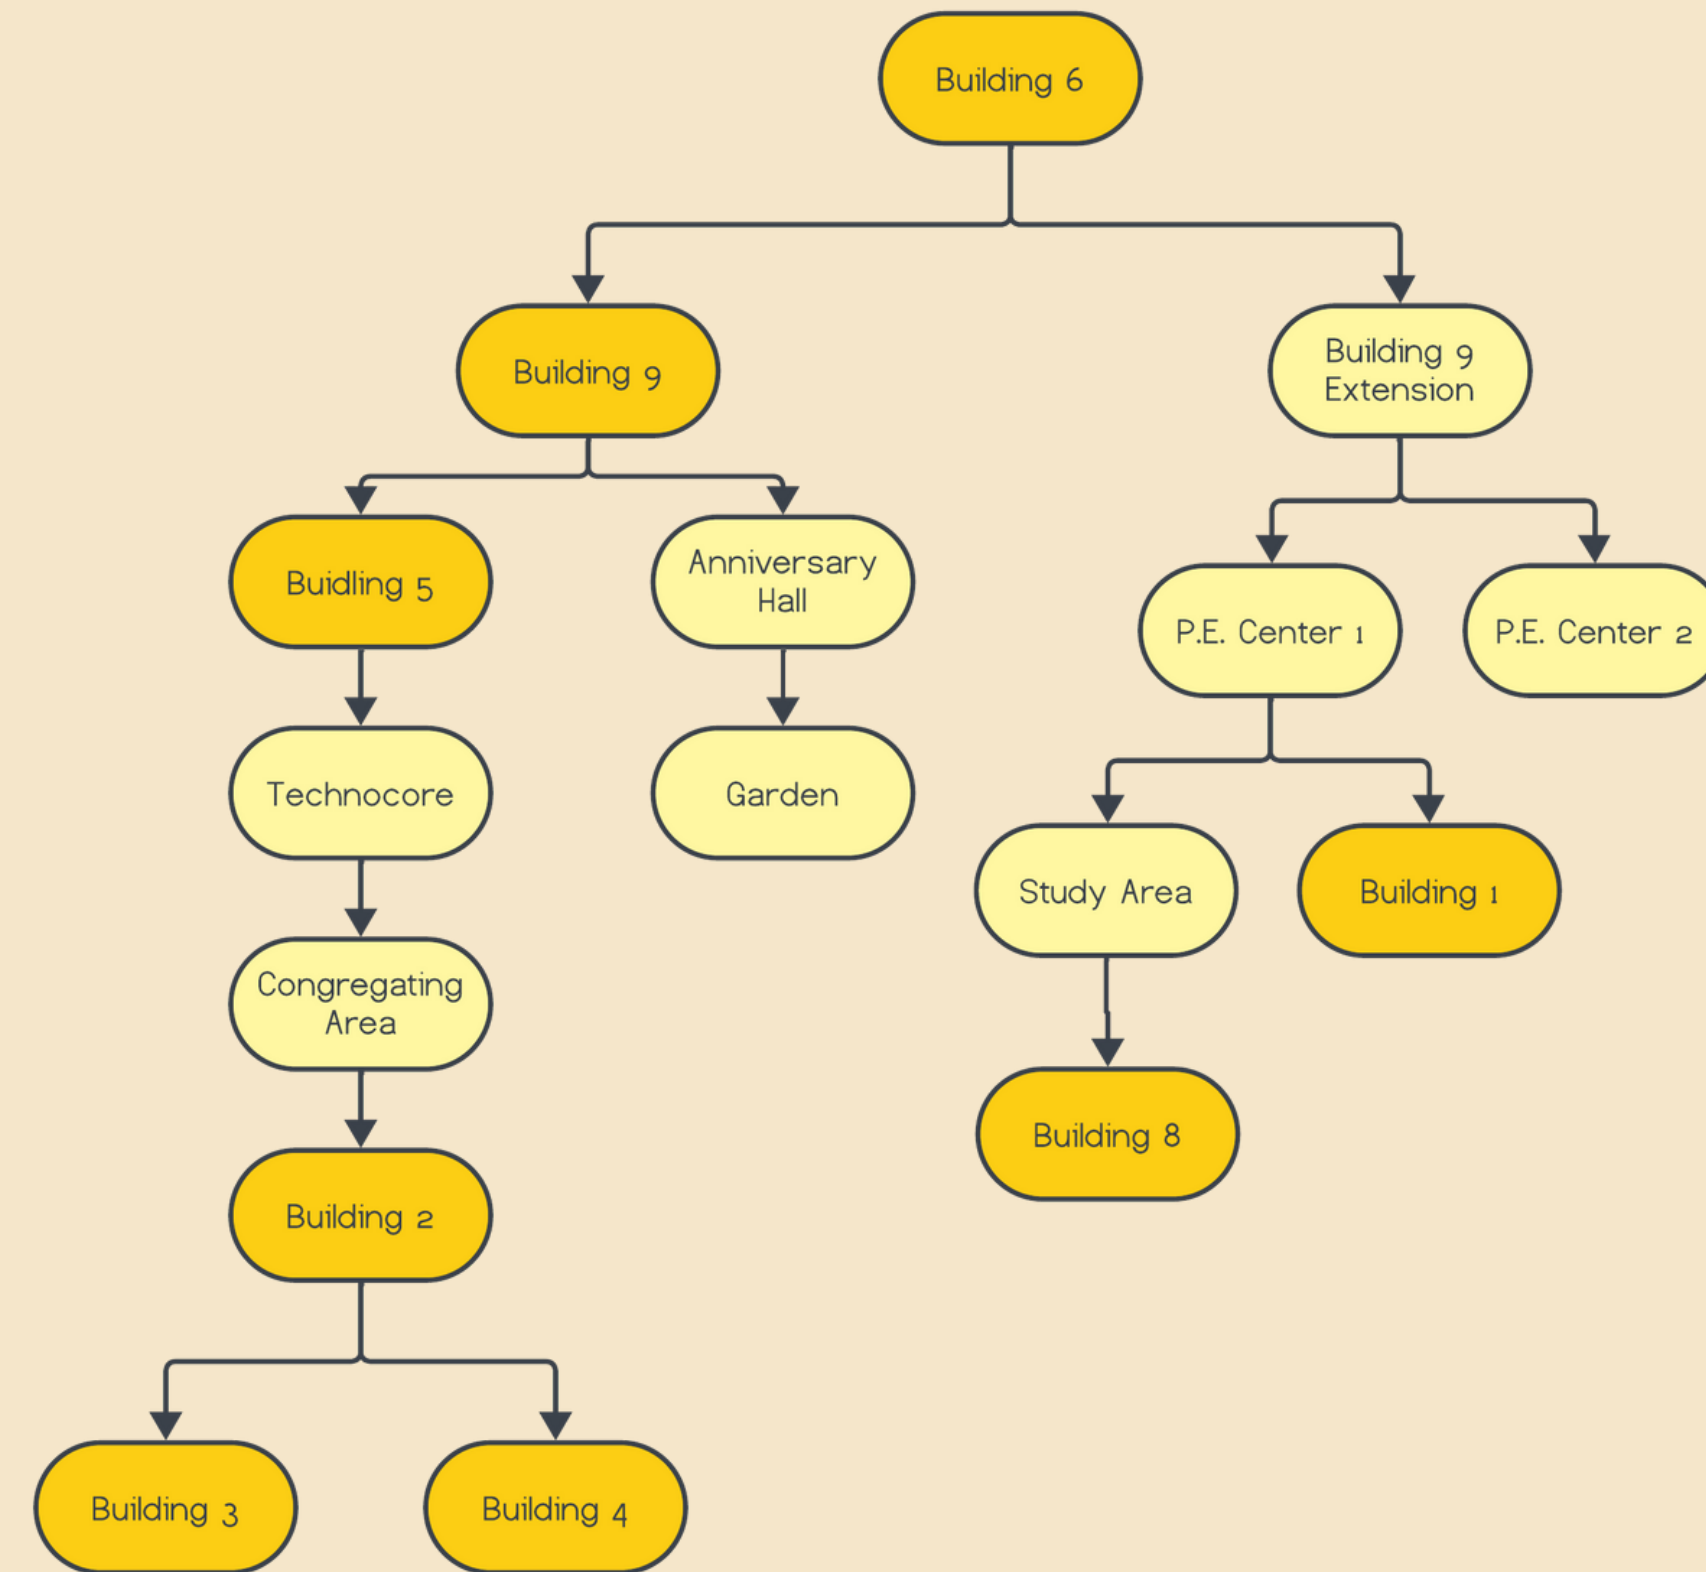 Building 6
Building 9
Building 9
Extension
Buidling 5
Anniversary
Hall
P.E. Center 1
P.E. Center 2
Technocore
Garden
Study Area
Building 1
Congregating
Area
Building 8
Building 2
Building 3
Building 4